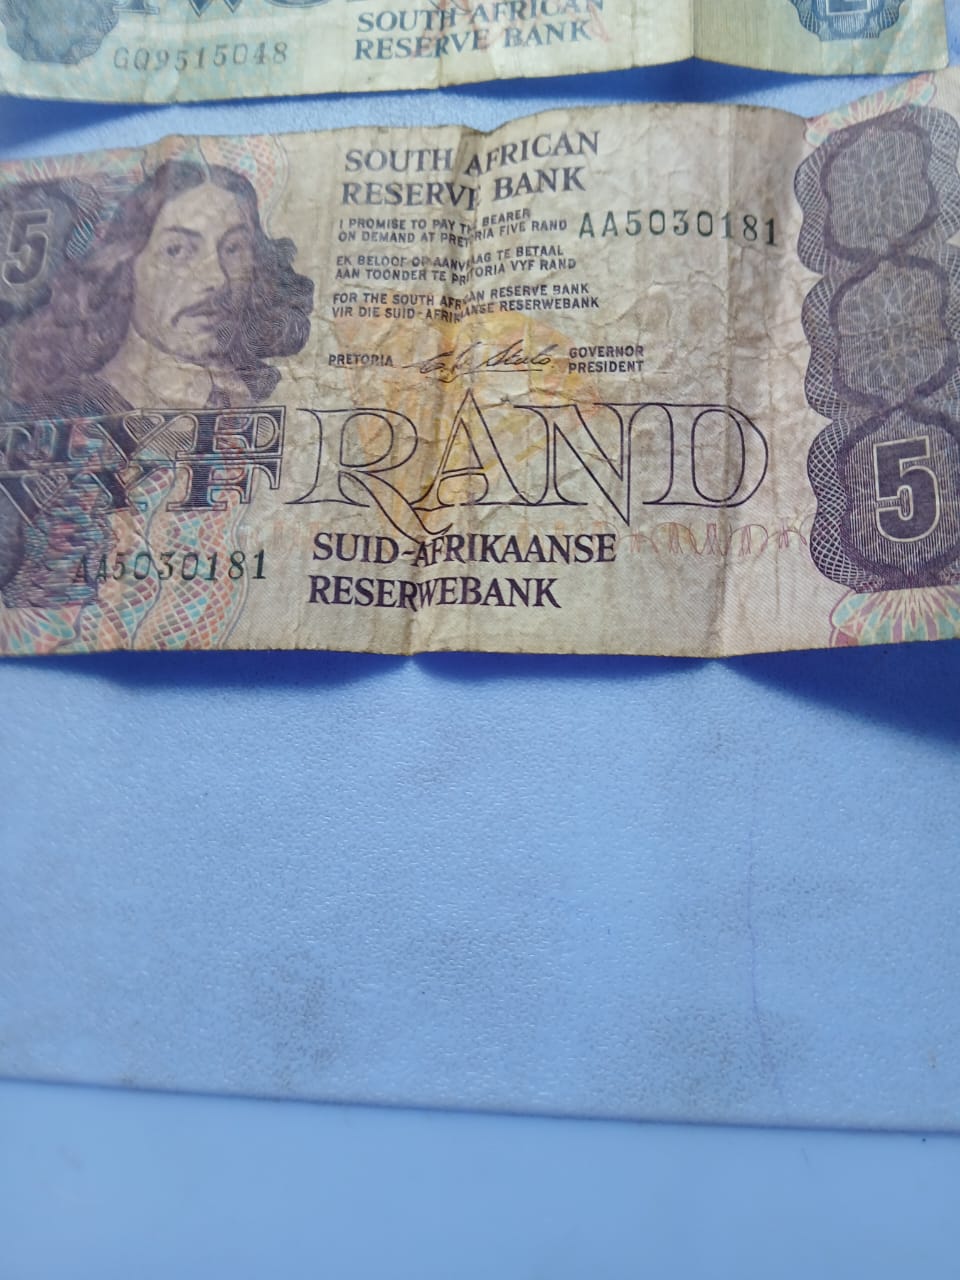 SOUTH AFRICAN
RESERVE BANK
GQ9515048
2
5
SOUTH AFRICAN
RESERVE BANK
I PROMISE TO PAY THE BEARER
ON DEMAND AT PRETORIA FIVE RAND
AA5030181
EK BELOOF OP AANVRAAG TE BETAAL
AAN TOONDER TE PRETORIA VYF RAND
FOR THE SOUTH AFRICAN RESERVE BANK
VIR DIE SUID-AFRIKAANSE RESERWEBANK
PRETORIA
GOVERNOR
PRESIDENT
FIVE
VYF
RAND
5
AA5030181
SUID-AFRIKAANSE
RESERWEBANK